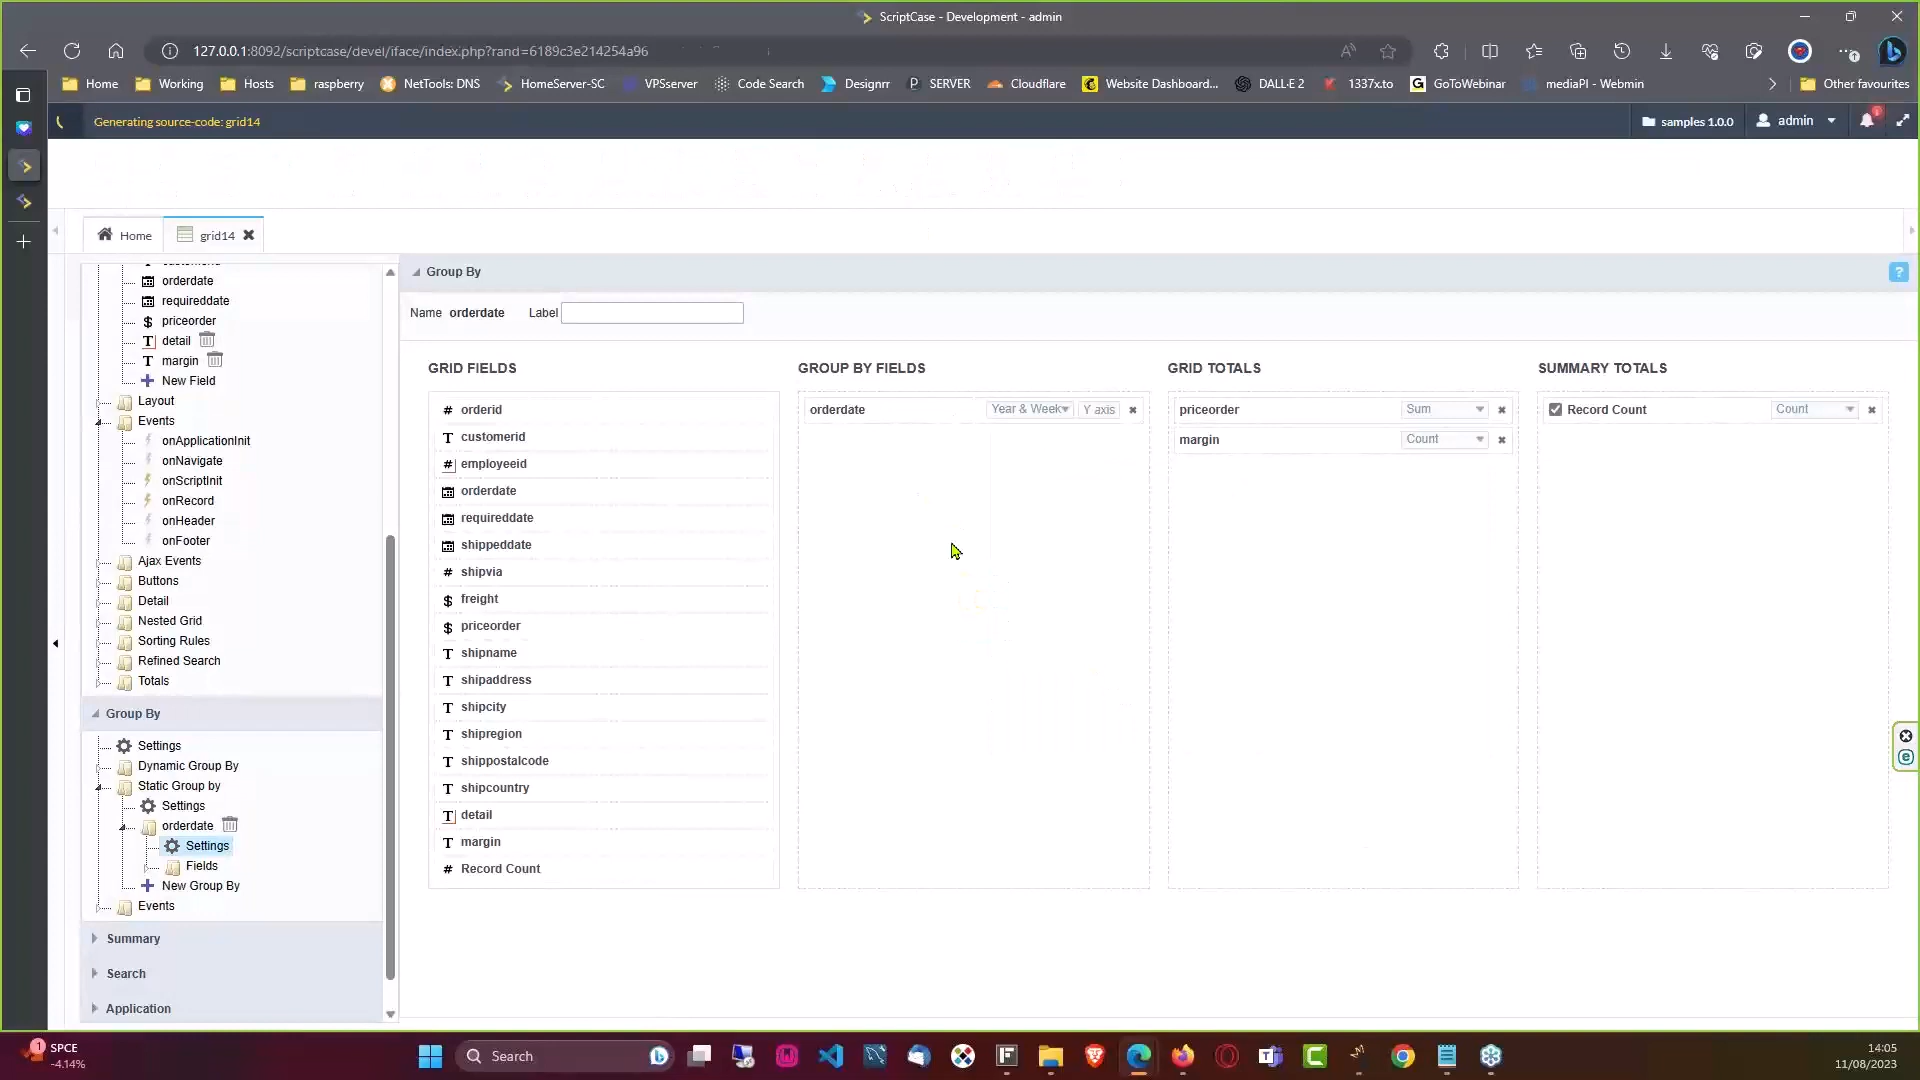 ScriptCase - Development - admin
127.0.0.1:8092/scriptcase/devel/iface/index.php?rand=6189c3e214254a96
Home
Working
Hosts
raspberry
NetTools: DNS
HomeServer-SC
VPSserver
Code Search
Designrr
SERVER
Cloudflare
Website Dashboard...
DALL·E 2
1337x.to
GoToWebinar
mediaPI - Webmin
Other favourites
Generating source-code: grid14
samples 1.0.0
admin
Home
grid14
orderdate
requireddate
priceorder
detail
margin
New Field
Layout
Events
onApplicationInit
onNavigate
onScriptInit
onRecord
onHeader
onFooter
Ajax Events
Buttons
Detail
Nested Grid
Sorting Rules
Refined Search
Totals
Group By
Settings
Dynamic Group By
Static Group by
Settings
orderdate
Settings
Fields
New Group By
Events
Summary
Search
Application
Group By
?
Name orderdate Label
GRID FIELDS
# orderid
T customerid
# employeeid
orderdate
requireddate
shippeddate
# shipvia
$ freight
$ priceorder
T shipname
T shipaddress
T shipcity
T shipregion
T shippostalcode
T shipcountry
T detail
T margin
# Record Count
GROUP BY FIELDS
orderdate Year & Week Y axis
GRID TOTALS
priceorder Sum
margin Count
SUMMARY TOTALS
Record Count Count
1
SPCE
-4.14%
Search
14:05
11/08/2023